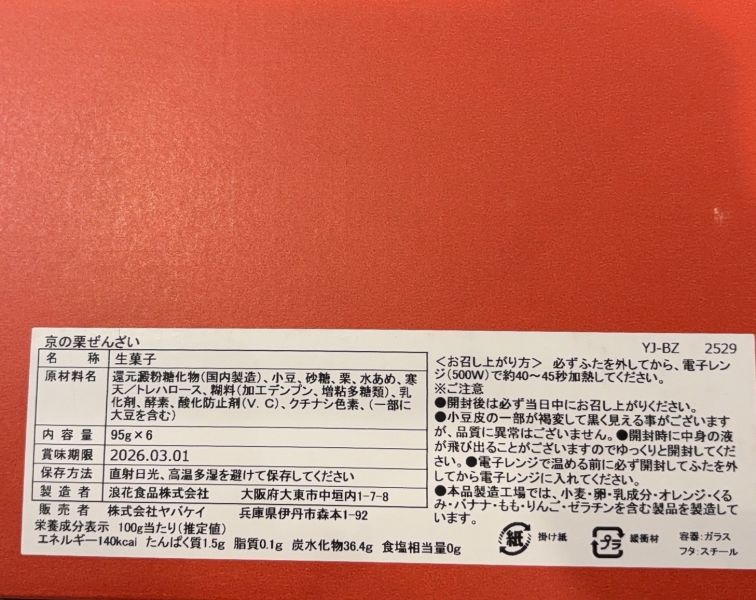 京の栗ぜんざい
名 称 生菓子
原材料名 還元澱粉糖化物(国内製造)、小豆、砂糖、栗、水あめ、寒
天／トレハロース、糊料(加工デンプン、増粘多糖類)、乳
化剤、酵素、酸化防止剤(V.C)、クチナシ色素、(一部に
大豆を含む)
内 容 量 95g×6
賞味期限 2026.03.01
保存方法 直射日光、高温多湿を避けて保存してください
製 造 者 浪花食品株式会社 大阪府大東市中垣内1-7-8
販 売 者 株式会社ヤバケイ 兵庫県伊丹市森本1-92
栄養成分表示 100g当たり(推定値)
エネルギー140kcal たんぱく質1.5g 脂質0.1g 炭水化物36.4g 食塩相当量0g
YJ-BZ 2529
＜お召し上がり方＞ 必ずふたを外してから、電子レン
ジ(500W)で約40～45秒加熱してください。
※ご注意
●開封後は必ず当日中にお召し上がりください。
●小豆皮の一部が褐変して黒く見える事がございます
が、品質に異常はございません。●開封時に中身の液
が飛び出ることがございますのでゆっくりと開封してくだ
さい。●電子レンジで温める前に必ず開封してふたを外
してから電子レンジに入れてください。
●本品製造工場では、小麦・卵・乳成分・オレンジ・くる
み・バナナ・もも・りんご・ゼラチンを含む製品を製造して
います。
紙 掛け紙
プラ 緩衝材
容器:ガラス
フタ:スチール